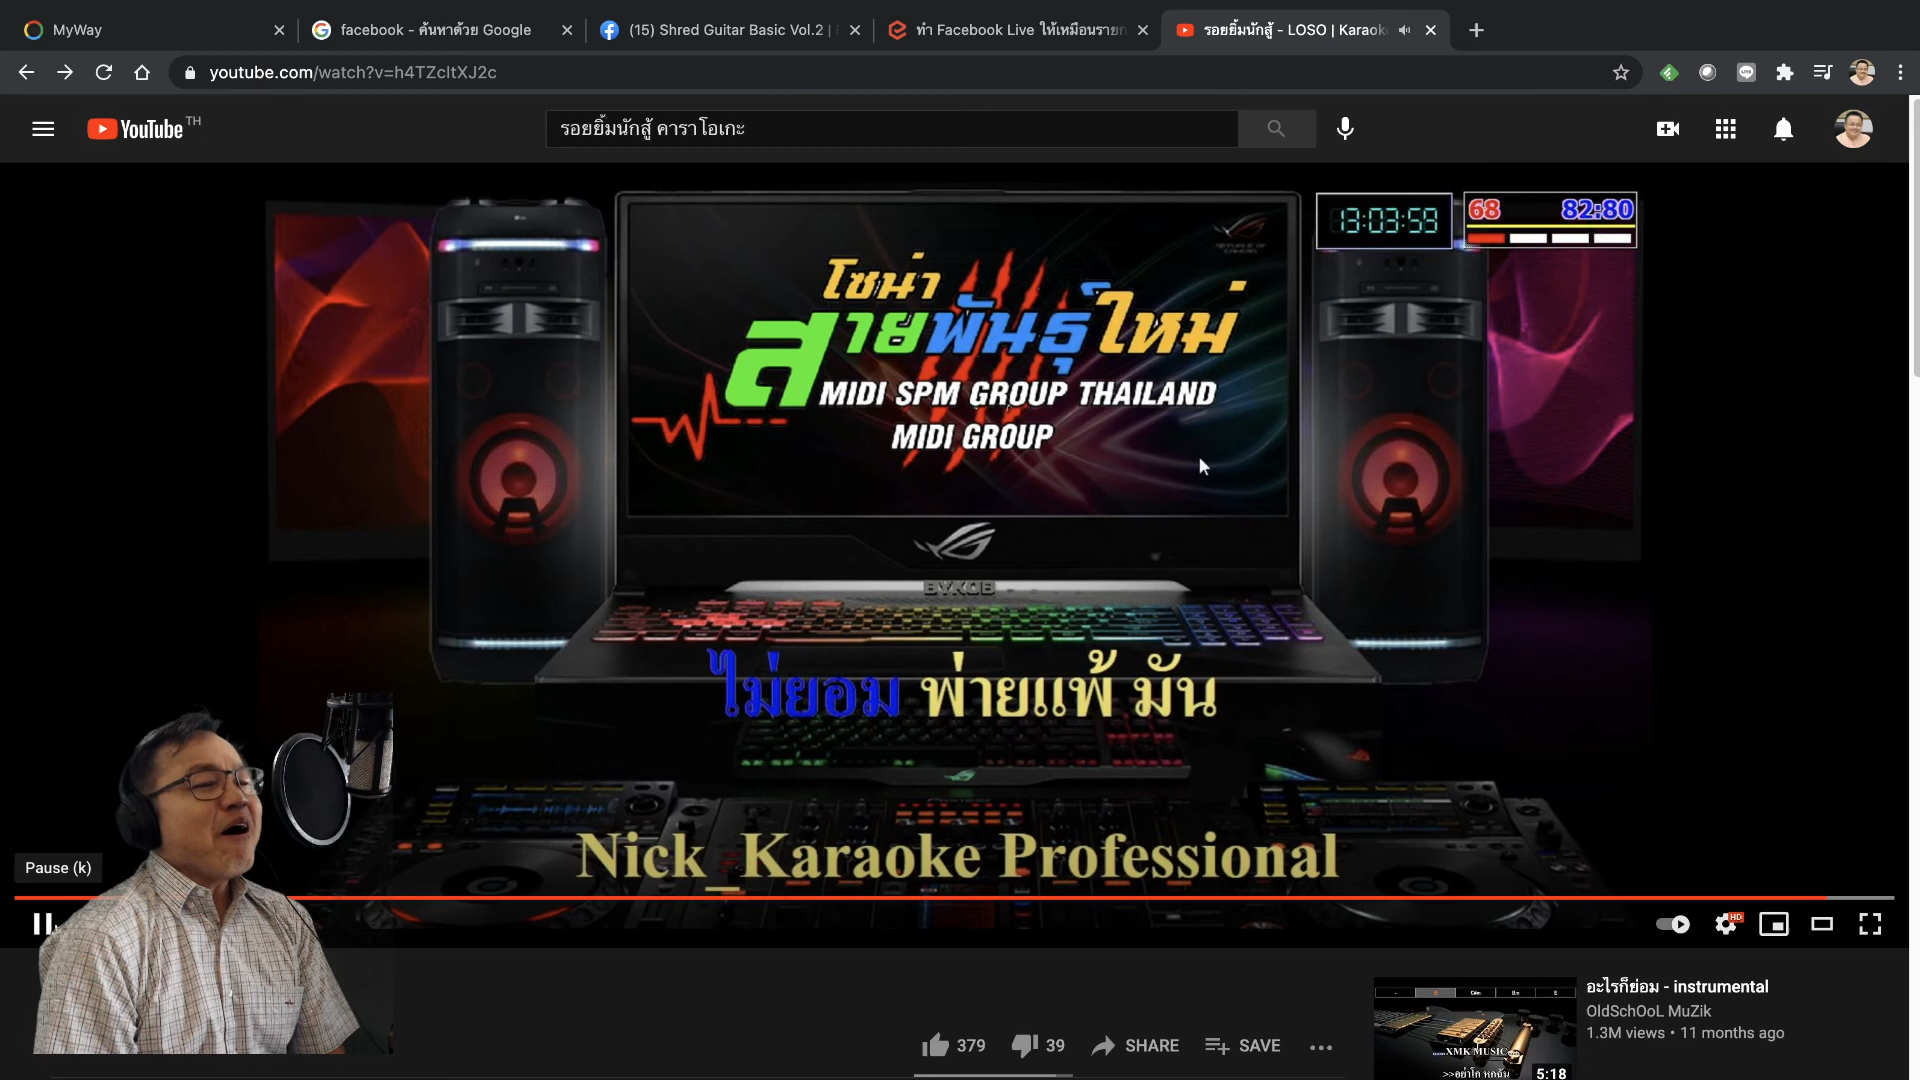 MyWay
facebook - ค้นหาด้วย Google
(15) Shred Guitar Basic Vol.2 |
ทำ Facebook Live ให้เหมือนรายก
รอยยิ้มนักสู้ - LOSO | Karaok
youtube.com/watch?v=h4TZcltXJ2c
YouTube TH
รอยยิ้มนักสู้ คาราโอเกะ
13:03:59
68 82:80
โซน่า
สายพันธุ์ใหม่
MIDI SPM GROUP THAILAND
MIDI GROUP
ไม่ยอม พ่ายแพ้ มัน
Nick_Karaoke Professional
Pause (k)
HD
379 39 SHARE SAVE
อะไรก็ย่อม - instrumental
OldSchOoL MuZik
1.3M views • 11 months ago
XMK MUSIC
5:18